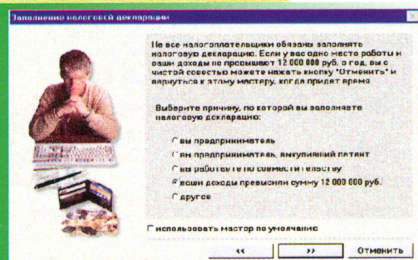 Заполнение налоговой декларации
Не все налогоплательщики обязаны заполнять
налоговую декларацию. Если у вас одно место работы и
ваши доходы не превышают 12 000 000 руб. в год, вы с
чистой совестью можете нажать кнопку "Отменить" и
вернуться к этому мастеру, когда придет время
Выберите причину, по которой вы заполняете
налоговую декларацию:
вы предприниматель
вы предприниматель, выкупивший патент
вы работаете по совместительству
ваши доходы превысили сумму 12 000 000 руб.
другое
использовать мастер по умолчанию
<<
>>
Отменить